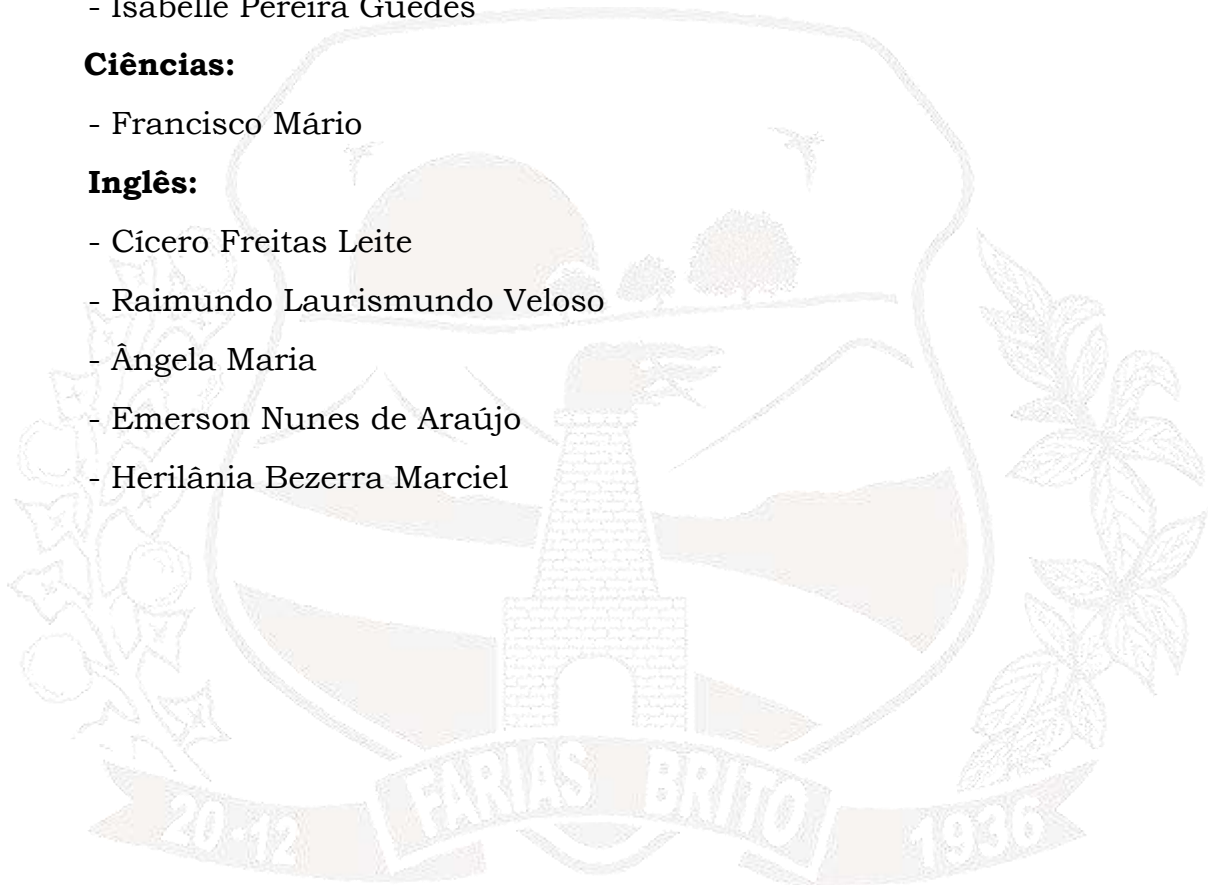 - Isabelle Pereira Guedes
Ciências:
- Francisco Mário
Inglês:
- Cícero Freitas Leite
- Raimundo Laurismundo Veloso
- Ângela Maria
- Emerson Nunes de Araújo
- Herilânia Bezerra Marciel
FARIAS BRITO
20-12 1936